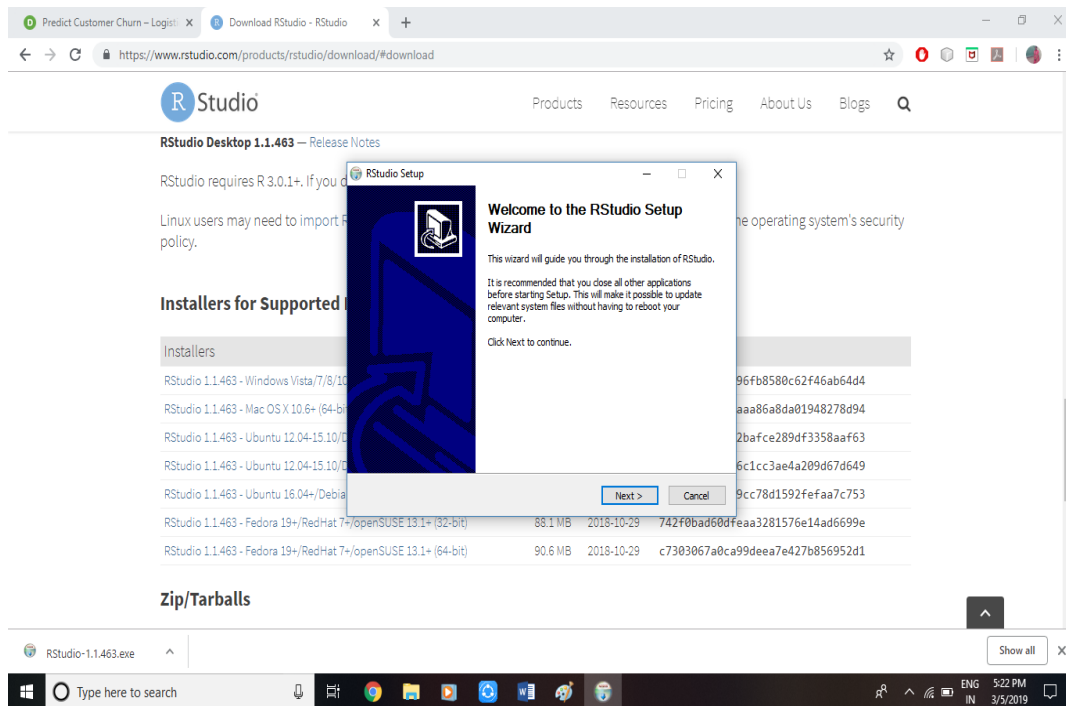 Predict Customer Churn – Logist
Download RStudio - RStudio
https://www.rstudio.com/products/rstudio/download/#download
R Studio
Products Resources Pricing About Us Blogs
RStudio Desktop 1.1.463 — Release Notes
RStudio requires R 3.0.1+. If you d
Linux users may need to import R
he operating system's security
policy.
Installers for Supported
Installers
RStudio 1.1.463 - Windows Vista/7/8/10 96fb8580c62f46ab64d4
RStudio 1.1.463 - Mac OS X 10.6+ (64-bi aaa86a8da01948278d94
RStudio 1.1.463 - Ubuntu 12.04-15.10/D 2bafce289df3358aaf63
RStudio 1.1.463 - Ubuntu 12.04-15.10/D 6c1cc3ae4a209d67d649
RStudio 1.1.463 - Ubuntu 16.04+/Debia 9cc78d1592fefaa7c753
RStudio 1.1.463 - Fedora 19+/RedHat 7+/openSUSE 13.1+ (32-bit) 88.1 MB 2018-10-29 742f0bad60dfeaa3281576e14ad6699e
RStudio 1.1.463 - Fedora 19+/RedHat 7+/openSUSE 13.1+ (64-bit) 90.6 MB 2018-10-29 c7303067a0ca99deea7e427b856952d1
Zip/Tarballs
RStudio Setup
Welcome to the RStudio Setup
Wizard
This wizard will guide you through the installation of RStudio.
It is recommended that you close all other applications
before starting Setup. This will make it possible to update
relevant system files without having to reboot your
computer.
Click Next to continue.
Next > Cancel
RStudio-1.1.463.exe
Show all
Type here to search
ENG
IN
5:22 PM
3/5/2019